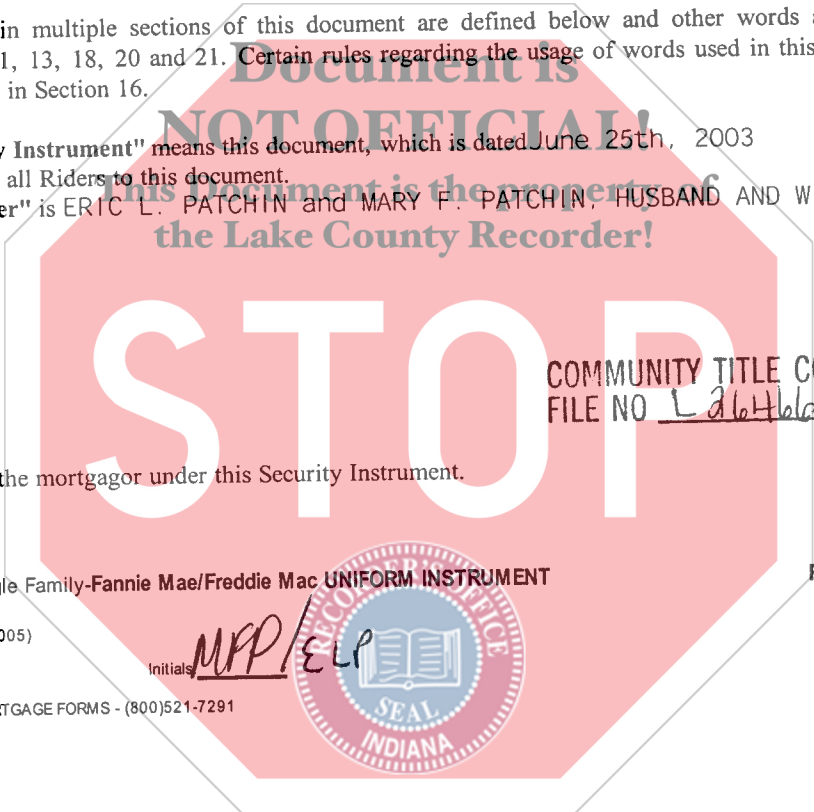 in multiple sections of this document are defined below and other words
1, 13, 18, 20 and 21. Certain rules regarding the usage of words used in this
in Section 16.
Document is
NOT OFFICIAL!
This Document is the property of
the Lake County Recorder!
y Instrument" means this document, which is dated June 25th, 2003
all Riders to this document.
er" is ERIC L. PATCHIN and MARY F. PATCHIN, HUSBAND AND W
STOP
COMMUNITY TITLE CO
FILE NO L 26466
the mortgagor under this Security Instrument.
gle Family-Fannie Mae/Freddie Mac UNIFORM INSTRUMENT
005)
Initials MFP/ELP
TGAGE FORMS - (800)521-7291
RECORDER'S OFFICE
SEAL
INDIANA